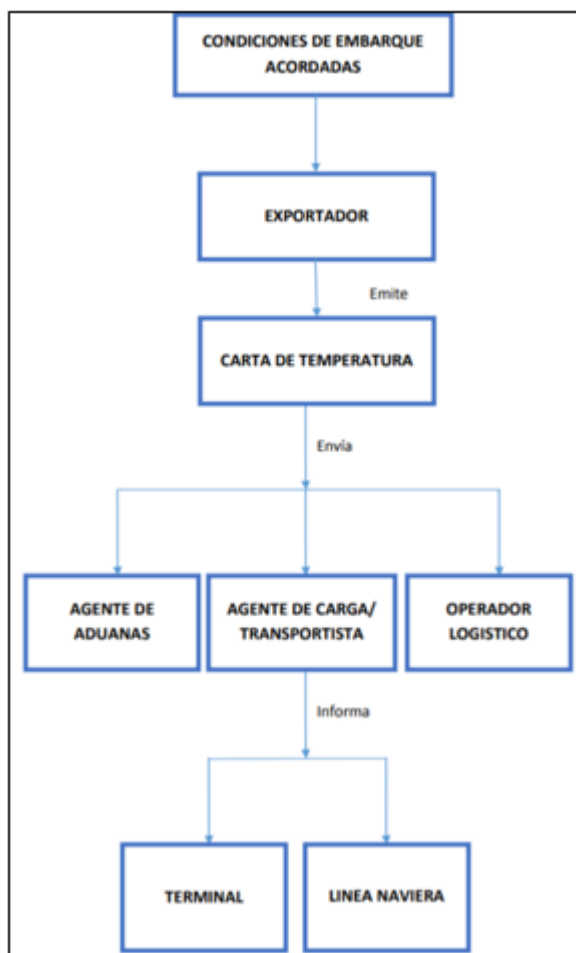 CONDICIONES DE EMBARQUE
ACORDADAS
EXPORTADOR
Emite
CARTA DE TEMPERATURA
Envía
AGENTE DE
ADUANAS
AGENTE DE CARGA/
TRANSPORTISTA
OPERADOR
LOGISTICO
Informa
TERMINAL
LINEA NAVIERA